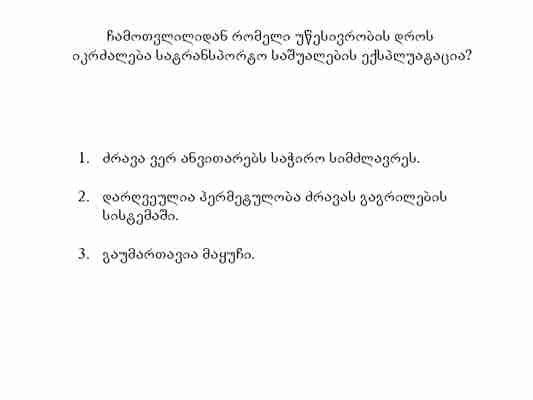 ჩამოთვლილიდან რომელი უწესივრობის დროს
იკრძალება სატრანსპორტო საშუალების ექსპლუატაცია?
1. ძრავა ვერ ანვითარებს საჭირო სიმძლავრეს.
2. დარღვეულია ჰერმეტულობა ძრავას გაგრილების
სისტემაში.
3. გაუმართავია მაყუჩი.